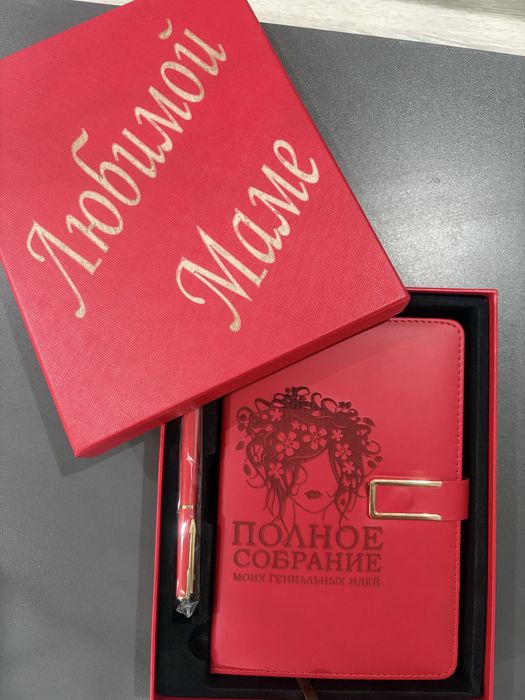 Любимой
Маме
ПОЛНОЕ
СОБРАНИЕ
МОИХ ГЕНИАЛЬНЫХ ИДЕЙ